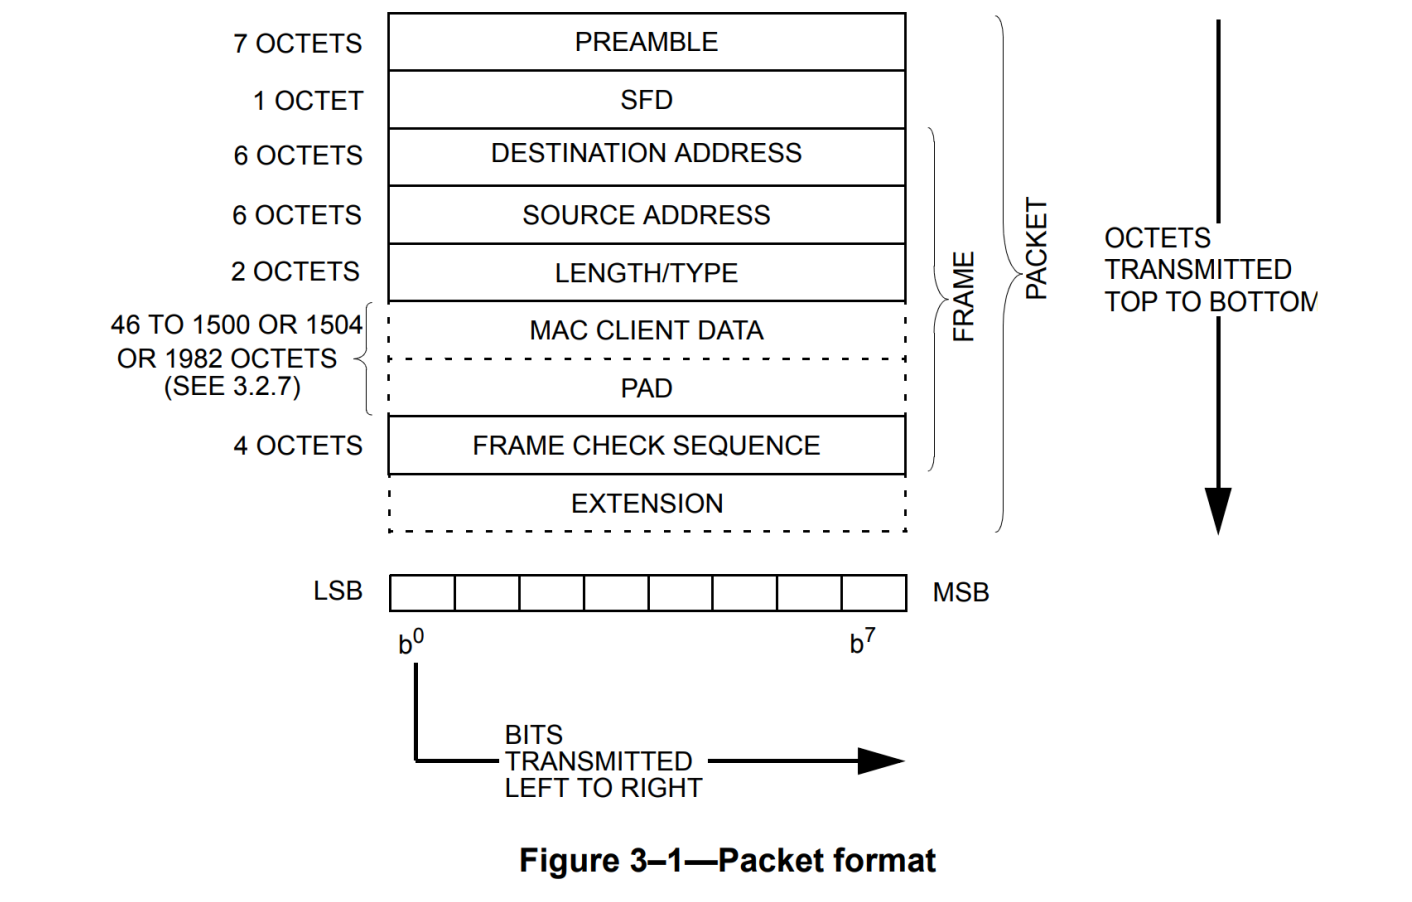 7 OCTETS PREAMBLE
1 OCTET SFD
6 OCTETS DESTINATION ADDRESS
6 OCTETS SOURCE ADDRESS
2 OCTETS LENGTH/TYPE
46 TO 1500 OR 1504
OR 1982 OCTETS
(SEE 3.2.7)
MAC CLIENT DATA
PAD
4 OCTETS FRAME CHECK SEQUENCE
EXTENSION
FRAME
PACKET
OCTETS
TRANSMITTED
TOP TO BOTTOM
LSB MSB
b0 b7
BITS
TRANSMITTED
LEFT TO RIGHT
Figure 3–1—Packet format